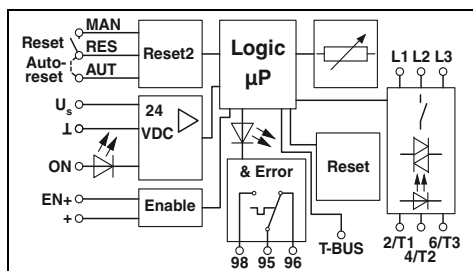 MAN
Reset
RES
Auto-
reset
AUT
Reset2
Logic
µP
L1 L2 L3
Us
⊥
ON
24
VDC
EN+
+
Enable
& Error
Reset
98 95 96
T-BUS
2/T1
4/T2
6/T3